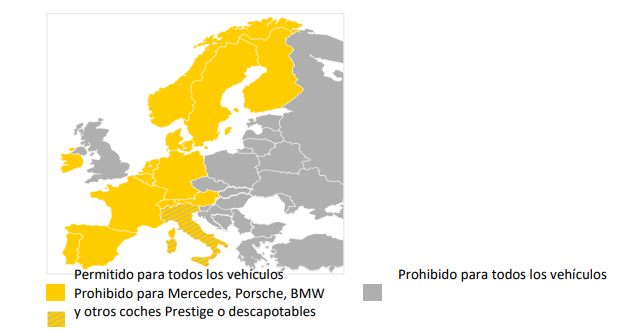 Permitido para todos los vehículos
Prohibido para todos los vehículos
Prohibido para Mercedes, Porsche, BMW
y otros coches Prestige o descapotables